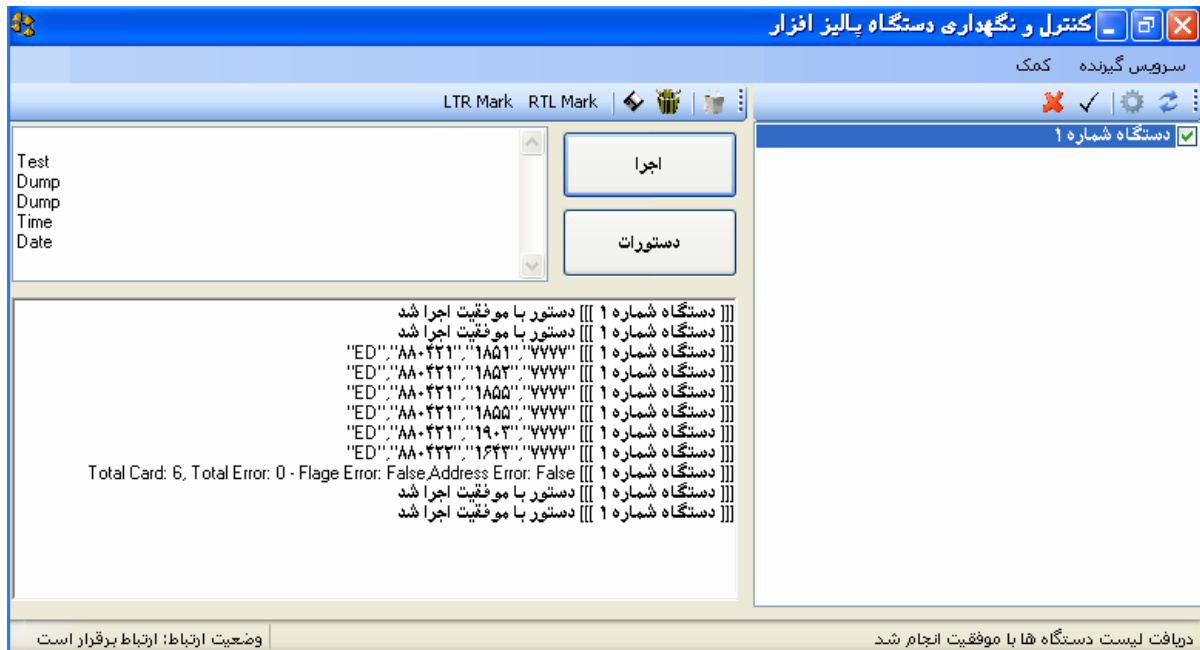 کنترل و نگهداری دستگاه پالیز افزار
سرویس گیرنده کمک
LTR Mark RTL Mark
دستگاه شماره ۱
اجرا
دستورات
Test
Dump
Dump
Time
Date
[[[ دستگاه شماره ۱ ]]] دستور با موفقیت اجرا شد
[[[ دستگاه شماره ۱ ]]] دستور با موفقیت اجرا شد
[[[ دستگاه شماره ۱ ]]] "ED","۸۸۰۴۲۱","۱۸۵۱","۷۷۷۷"
[[[ دستگاه شماره ۱ ]]] "ED","۸۸۰۴۲۱","۱۸۵۲","۷۷۷۷"
[[[ دستگاه شماره ۱ ]]] "ED","۸۸۰۴۲۱","۱۸۵۵","۷۷۷۷"
[[[ دستگاه شماره ۱ ]]] "ED","۸۸۰۴۲۱","۱۸۵۵","۷۷۷۷"
[[[ دستگاه شماره ۱ ]]] "ED","۸۸۰۴۲۱","۱۹۰۳","۷۷۷۷"
[[[ دستگاه شماره ۱ ]]] "ED","۸۸۰۴۲۲","۱۶۴۳","۷۷۷۷"
[[[ دستگاه شماره ۱ ]]] Total Card: 6, Total Error: 0 - Flage Error: False,Address Error: False
[[[ دستگاه شماره ۱ ]]] دستور با موفقیت اجرا شد
[[[ دستگاه شماره ۱ ]]] دستور با موفقیت اجرا شد
دریافت لیست دستگاه ها با موفقیت انجام شد
وضعیت ارتباط: ارتباط برقرار است